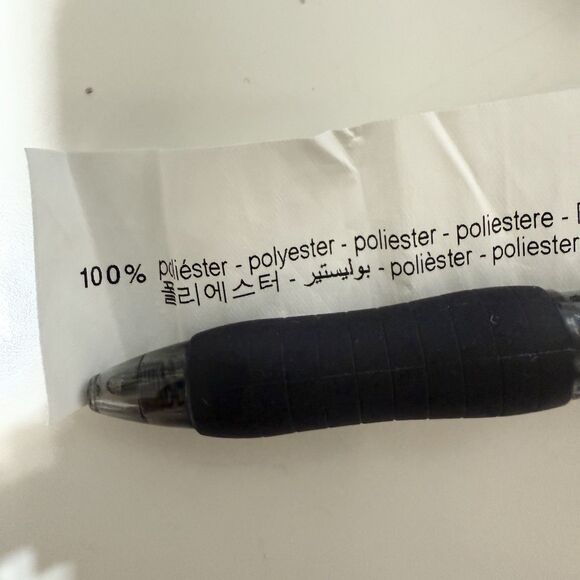 100% poliéster - polyester - poliester - poliestere -
폴리에스터 - بوليستير - polièster - poliester